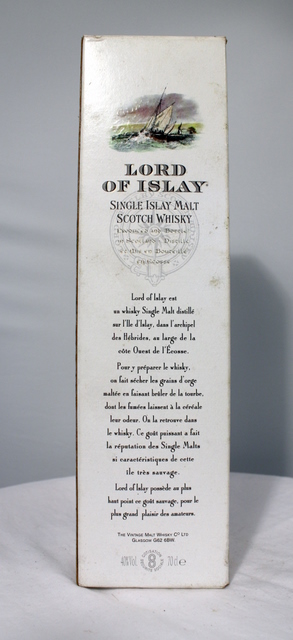 LORD
OF ISLAY
SINGLE ISLAY MALT
SCOTCH WHISKY
Lord of Islay est
un whisky Single Malt distillé
sur l'Ile d'Islay, dans l'archipel
des Hébrides, au large de la
côte Ouest de l'Écosse.
Pour y préparer le whisky,
on fait sécher les grains d'orge
maltée en faisant brûler de la tourbe,
dont les fumées laissent à la céréale
leur odeur. On la retrouve dans
le whisky. Ce goût puissant a fait
la réputation des Single Malts
si caractéristiques de cette
île très sauvage.
Lord of Islay possède au plus
haut point ce goût sauvage, pour le
plus grand plaisir des amateurs.
THE VINTAGE MALT WHISKY CO LTD
GLASGOW G62 6BW.
40%Vol. 8 70 cl e